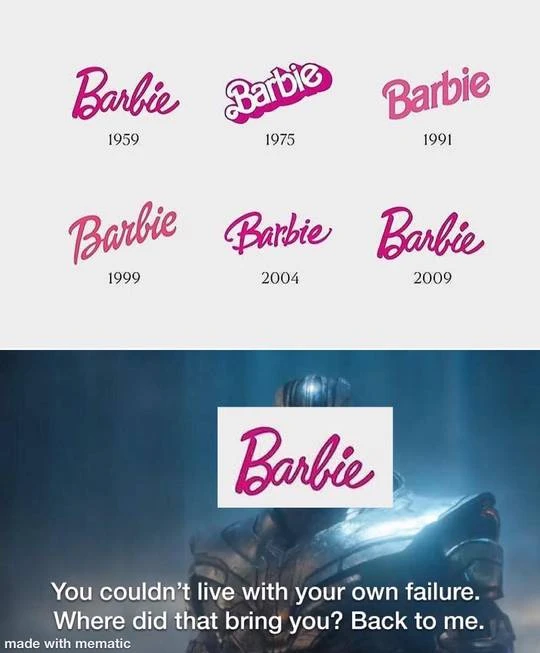 Barbie Barbie Barbie
1959 1975 1991
Barbie Barbie Barbie
1999 2004 2009
Barbie
You couldn’t live with your own failure.
Where did that bring you? Back to me.
made with mematic